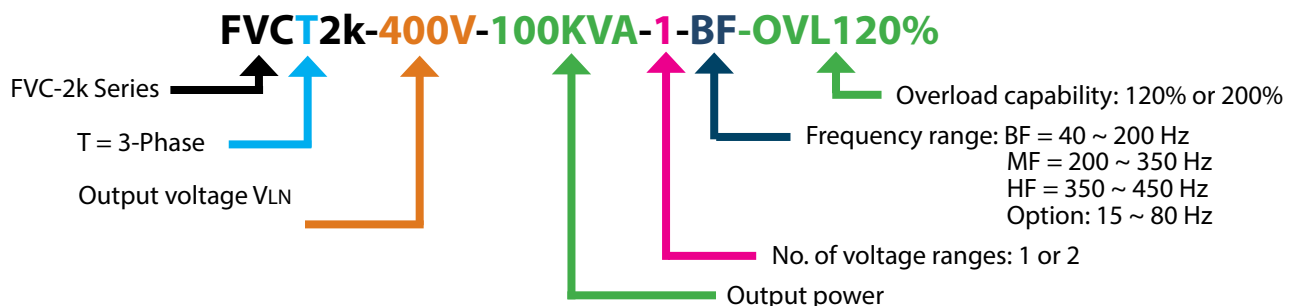 FVCT2k-400V-100KVA-1-BF-OVL120%
FVC-2k Series
Overload capability: 120% or 200%
T = 3-Phase
Frequency range: BF = 40 ~ 200 Hz
MF = 200 ~ 350 Hz
HF = 350 ~ 450 Hz
Option: 15 ~ 80 Hz
Output voltage VLN
No. of voltage ranges: 1 or 2
Output power